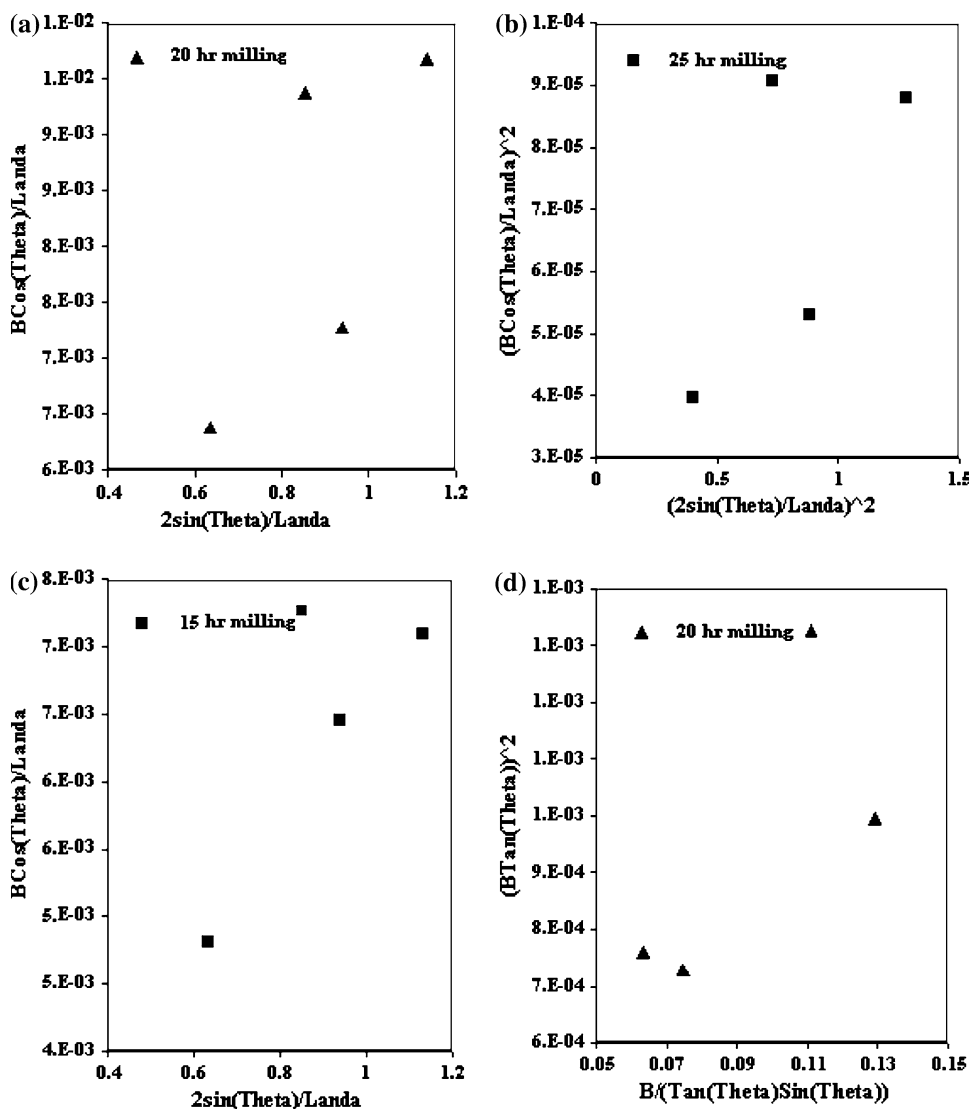 (a)
1.E-02
1.E-02
9.E-03
9.E-03
8.E-03
8.E-03
7.E-03
7.E-03
6.E-03
BCos(Theta)/Landa
20 hr milling
0.4 0.6 0.8 1 1.2
2sin(Theta)/Landa
(b)
1.E-04
9.E-05
8.E-05
7.E-05
6.E-05
5.E-05
4.E-05
3.E-05
(BCos(Theta)/Landa)^2
25 hr milling
0 0.5 1 1.5
(2sin(Theta)/Landa)^2
(c)
8.E-03
7.E-03
7.E-03
6.E-03
6.E-03
5.E-03
5.E-03
4.E-03
BCos(Theta)/Landa
15 hr milling
0.4 0.6 0.8 1 1.2
2sin(Theta)/Landa
(d)
1.E-03
1.E-03
1.E-03
1.E-03
1.E-03
9.E-04
8.E-04
7.E-04
6.E-04
(BTan(Theta))^2
20 hr milling
0.05 0.07 0.09 0.11 0.13 0.15
B/(Tan(Theta)Sin(Theta))